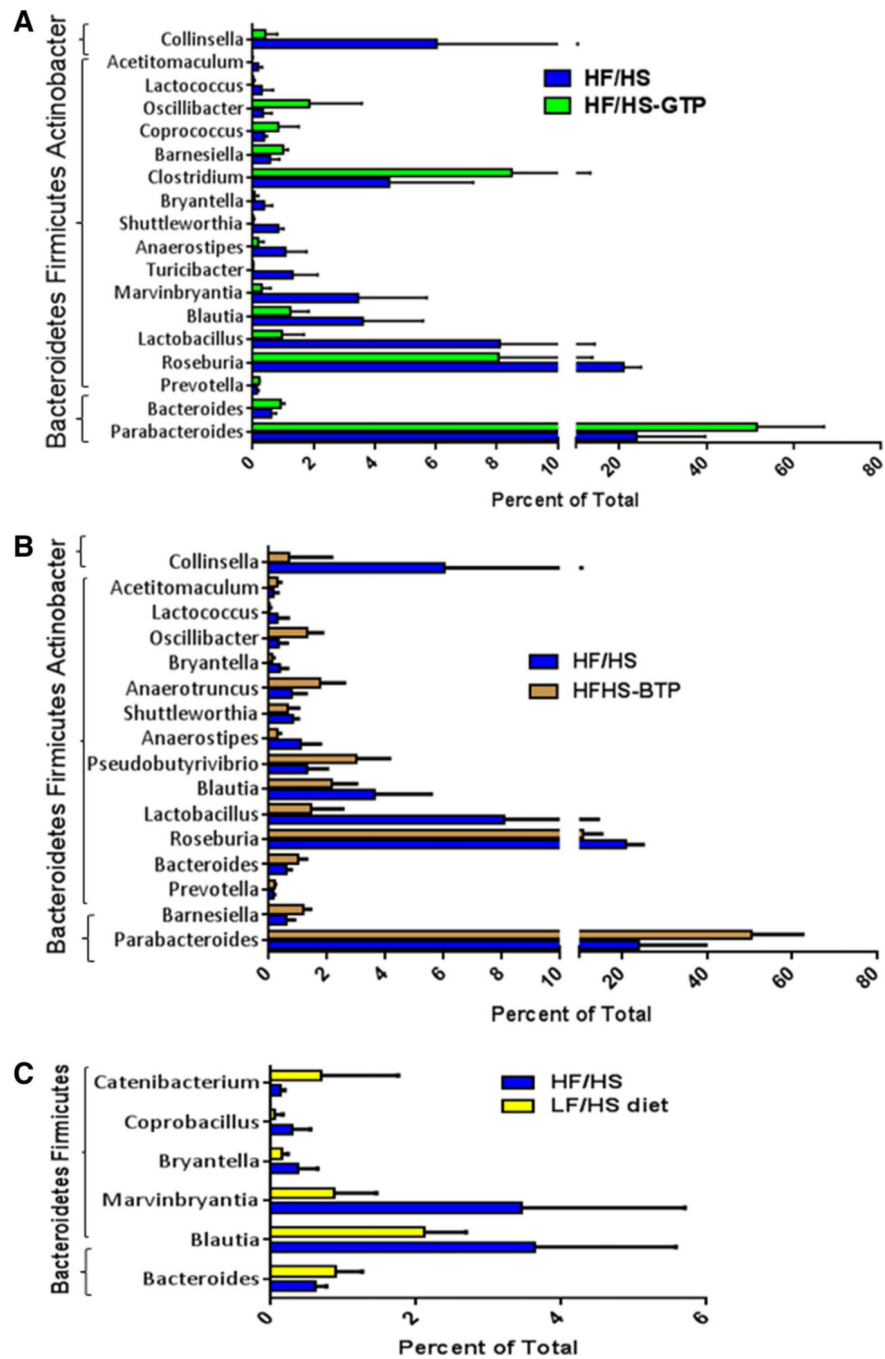 A
Bacteroidetes Firmicutes Actinobacter
Collinsella
Acetitomaculum
Lactococcus
Oscillibacter
Coprococcus
Barnesiella
Clostridium
Bryantella
Shuttleworthia
Anaerostipes
Turicibacter
Marvinbryantia
Blautia
Lactobacillus
Roseburia
Prevotella
Bacteroides
Parabacteroides
HF/HS
HF/HS-GTP
0 2 4 6 8 10 20 40 60 80
Percent of Total
B
Bacteroidetes Firmicutes Actinobacter
Collinsella
Acetitomaculum
Lactococcus
Oscillibacter
Bryantella
Anaerotruncus
Shuttleworthia
Anaerostipes
Pseudobutyrivibrio
Blautia
Lactobacillus
Roseburia
Bacteroides
Prevotella
Barnesiella
Parabacteroides
HF/HS
HFHS-BTP
0 2 4 6 8 10 20 40 60 80
Percent of Total
C
Bacteroidetes Firmicutes
Catenibacterium
Coprobacillus
Bryantella
Marvinbryantia
Blautia
Bacteroides
HF/HS
LF/HS diet
0 2 4 6
Percent of Total